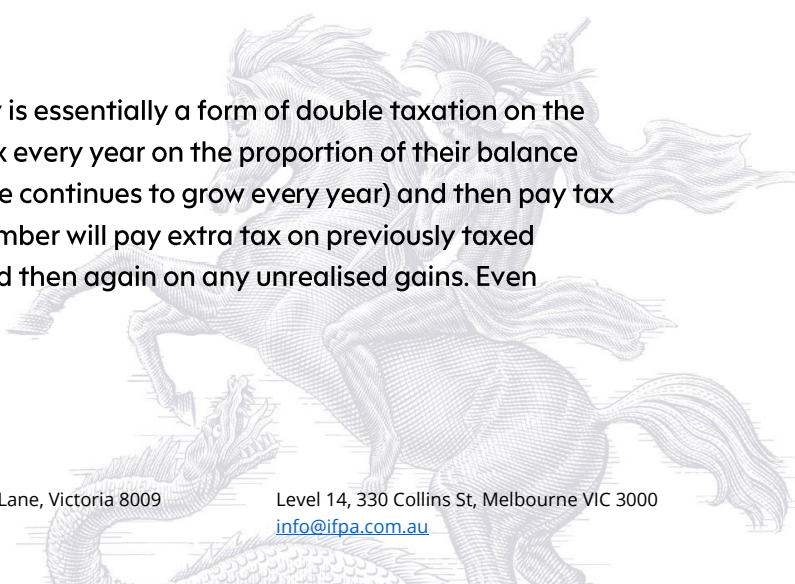 is essentially a form of double taxation on the
every year on the proportion of their balance
continues to grow every year) and then pay tax
will pay extra tax on previously taxed
then again on any unrealised gains. Even
Lane, Victoria 8009
Level 14, 330 Collins St, Melbourne VIC 3000
info@ifpa.com.au